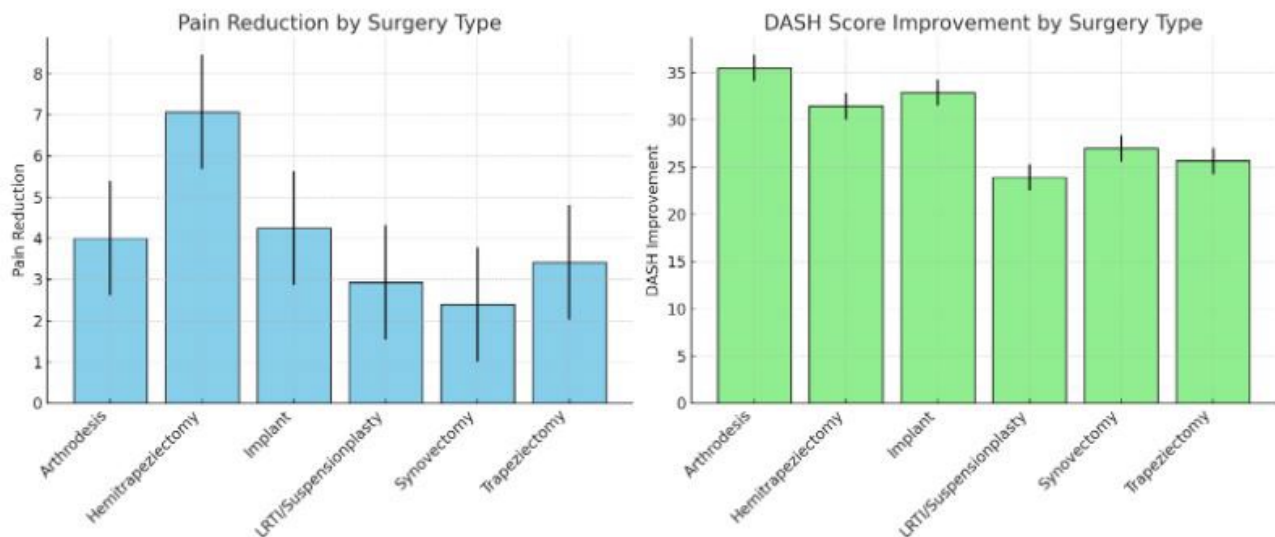 Pain Reduction by Surgery Type
Pain Reduction
8
7
6
5
4
3
2
1
0
Arthrodesis
Hemitrapeziectomy
Implant
LRTI/Suspensionplasty
Synovectomy
Trapeziectomy
DASH Score Improvement by Surgery Type
DASH Improvement
35
30
25
20
15
10
5
0
Arthrodesis
Hemitrapeziectomy
Implant
LRTI/Suspensionplasty
Synovectomy
Trapeziectomy